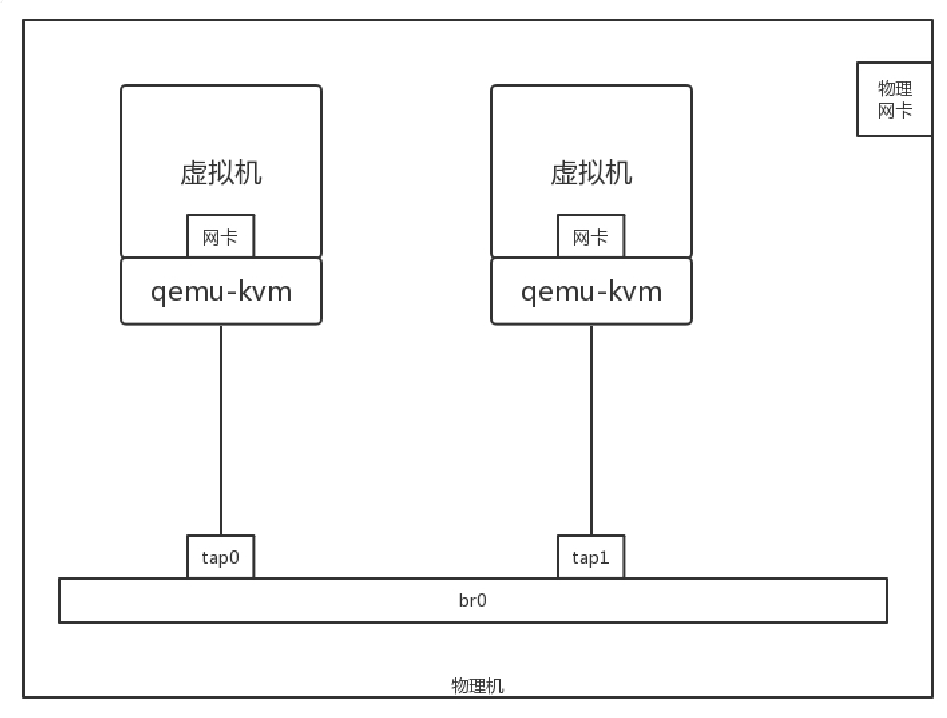 物理
网卡
虚拟机
虚拟机
网卡
网卡
qemu-kvm
qemu-kvm
tap0
tap1
br0
物理机